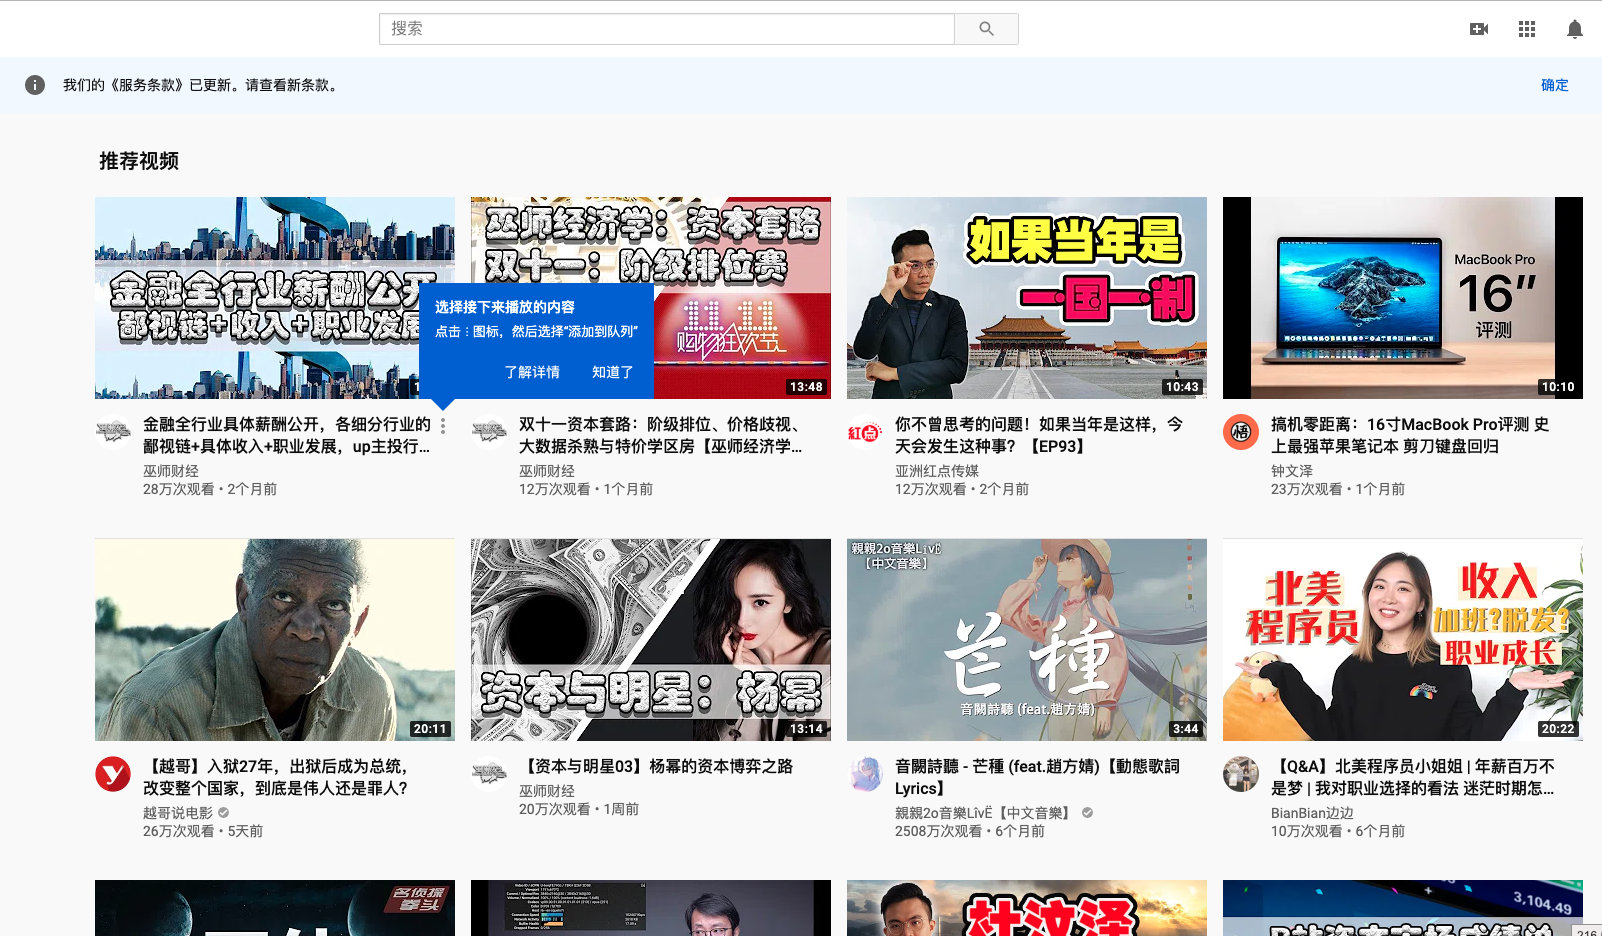 搜索
我们的《服务条款》已更新。请查看新条款。
确定
推荐视频
金融全行业薪酬公开
鄙视链+收入+职业发展
巫师经济学：资本套路
双十一：阶级排位赛
11.11
购物狂欢节
13:48
如果当年是
一国一制
10:43
MacBook Pro
16”
评测
10:10
选择接下来播放的内容
点击⋮图标，然后选择“添加到队列”
了解详情
知道了
金融全行业具体薪酬公开，各细分行业的
鄙视链+具体收入+职业发展，up主投行...
巫师财经
28万次观看 • 2个月前
双十一资本套路：阶级排位、价格歧视、
大数据杀熟与特价学区房【巫师经济学...
巫师财经
12万次观看 • 1个月前
紅点
你不曾思考的问题！如果当年是这样，今
天会发生这种事？【EP93】
亚洲红点传媒
12万次观看 • 2个月前
悟
搞机零距离：16寸MacBook Pro评测 史
上最强苹果笔记本 剪刀键盘回归
钟文泽
23万次观看 • 1个月前
20:11
资本与明星：杨幂
13:14
親親2o音樂LîvË
【中文音樂】
芒種
音闕詩聽 (feat.趙方婧)
3:44
北美
程序员
收入
加班?脱发?
职业成长
20:22
y
【越哥】入狱27年，出狱后成为总统，
改变整个国家，到底是伟人还是罪人？
越哥说电影
26万次观看 • 5天前
【资本与明星03】杨幂的资本博弈之路
巫师财经
20万次观看 • 1周前
音闕詩聽 - 芒種 (feat.趙方婧)【動態歌詞
Lyrics】
親親2o音樂LîvË【中文音樂】
2508万次观看 • 6个月前
【Q&A】北美程序员小姐姐 | 年薪百万不
是梦 | 我对职业选择的看法 迷茫时期怎...
BianBian边边
10万次观看 • 6个月前
名侦探
拳头
杜汶泽
3,104.49